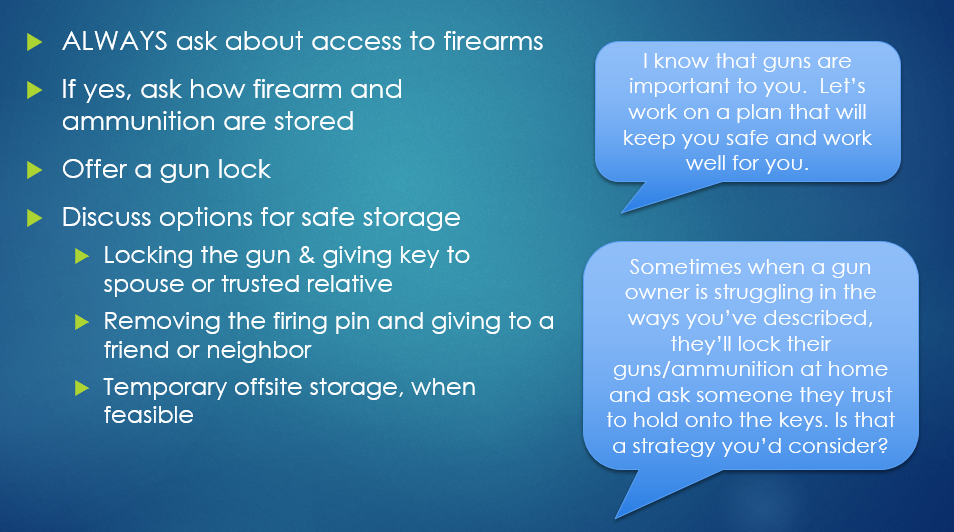 ALWAYS ask about access to firearms
If yes, ask how firearm and
ammunition are stored
Offer a gun lock
Discuss options for safe storage
Locking the gun & giving key to
spouse or trusted relative
Removing the firing pin and giving to a
friend or neighbor
Temporary offsite storage, when
feasible
I know that guns are
important to you.  Let’s
work on a plan that will
keep you safe and work
well for you.
Sometimes when a gun
owner is struggling in the
ways you’ve described,
they’ll lock their
guns/ammunition at home
and ask someone they trust
to hold onto the keys. Is that
a strategy you’d consider?